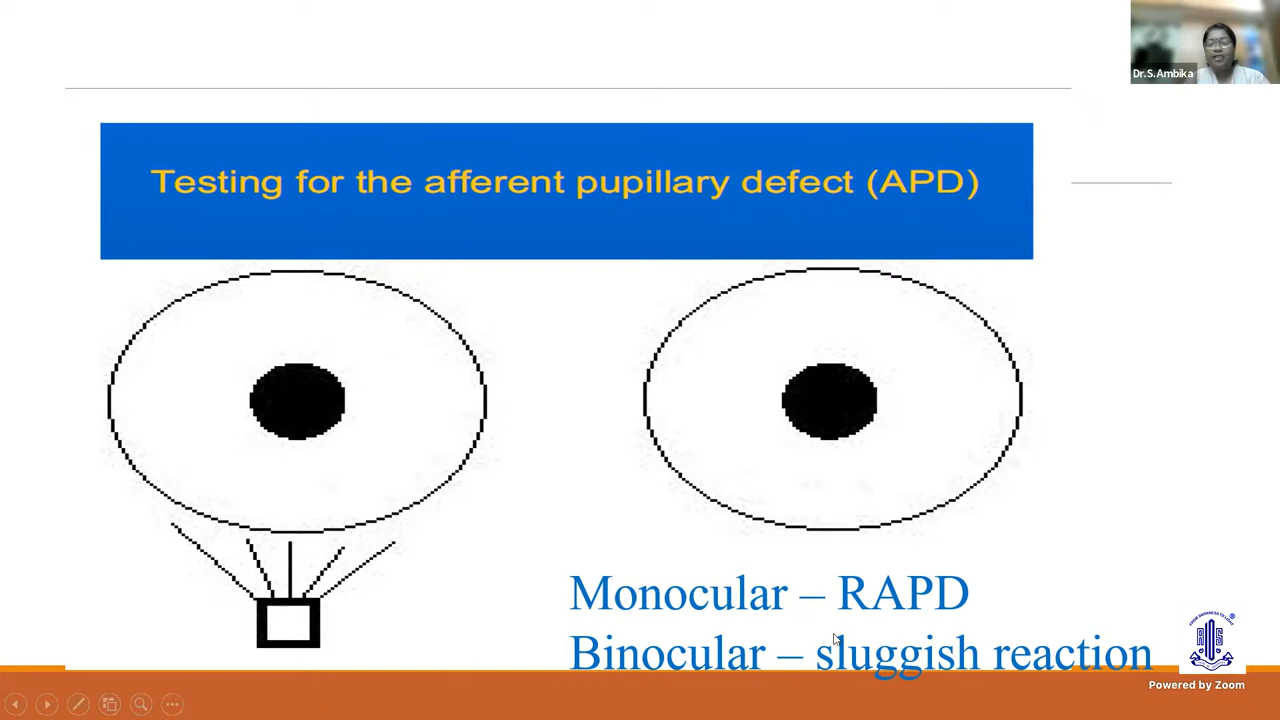 Dr.S.Ambika
Testing for the afferent pupillary defect (APD)
Monocular – RAPD
Binocular – sluggish reaction
Powered by Zoom